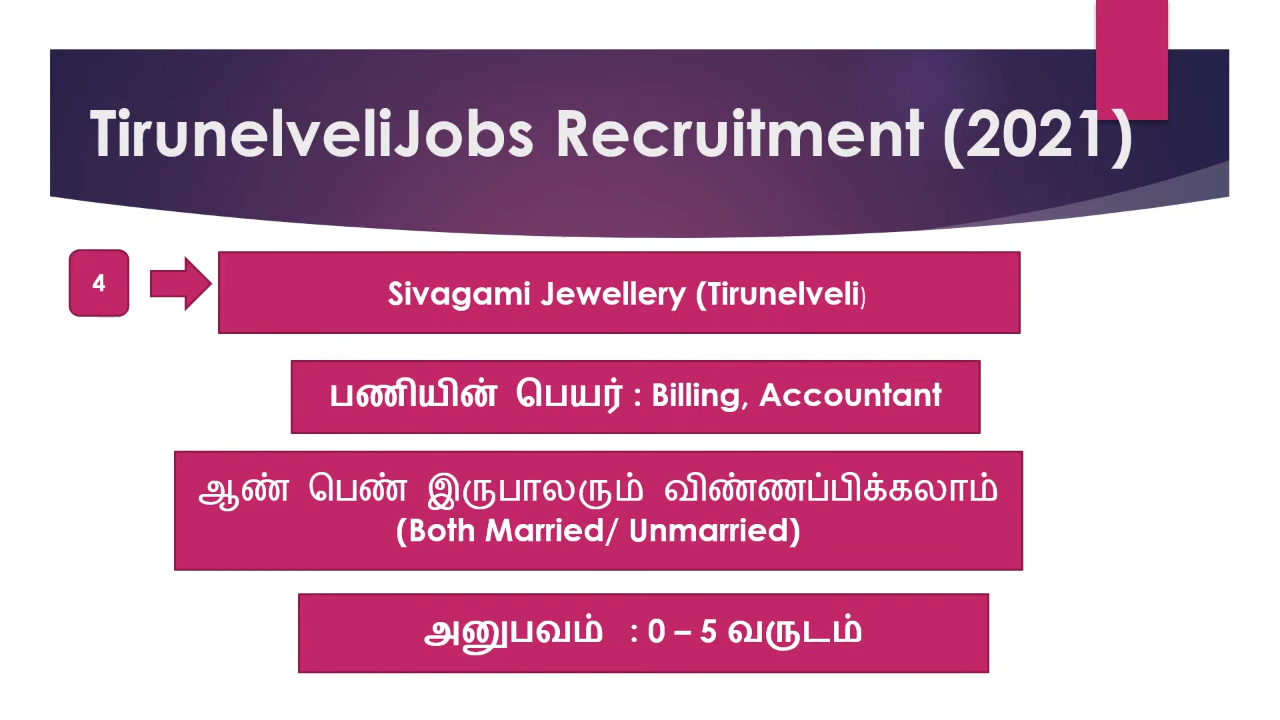 TirunelveliJobs Recruitment (2021)
4
Sivagami Jewellery (Tirunelveli)
பணியின் பெயர் : Billing, Accountant
ஆண் பெண் இருபாலரும் விண்ணப்பிக்கலாம்
(Both Married/ Unmarried)
அனுபவம் : 0 – 5 வருடம்